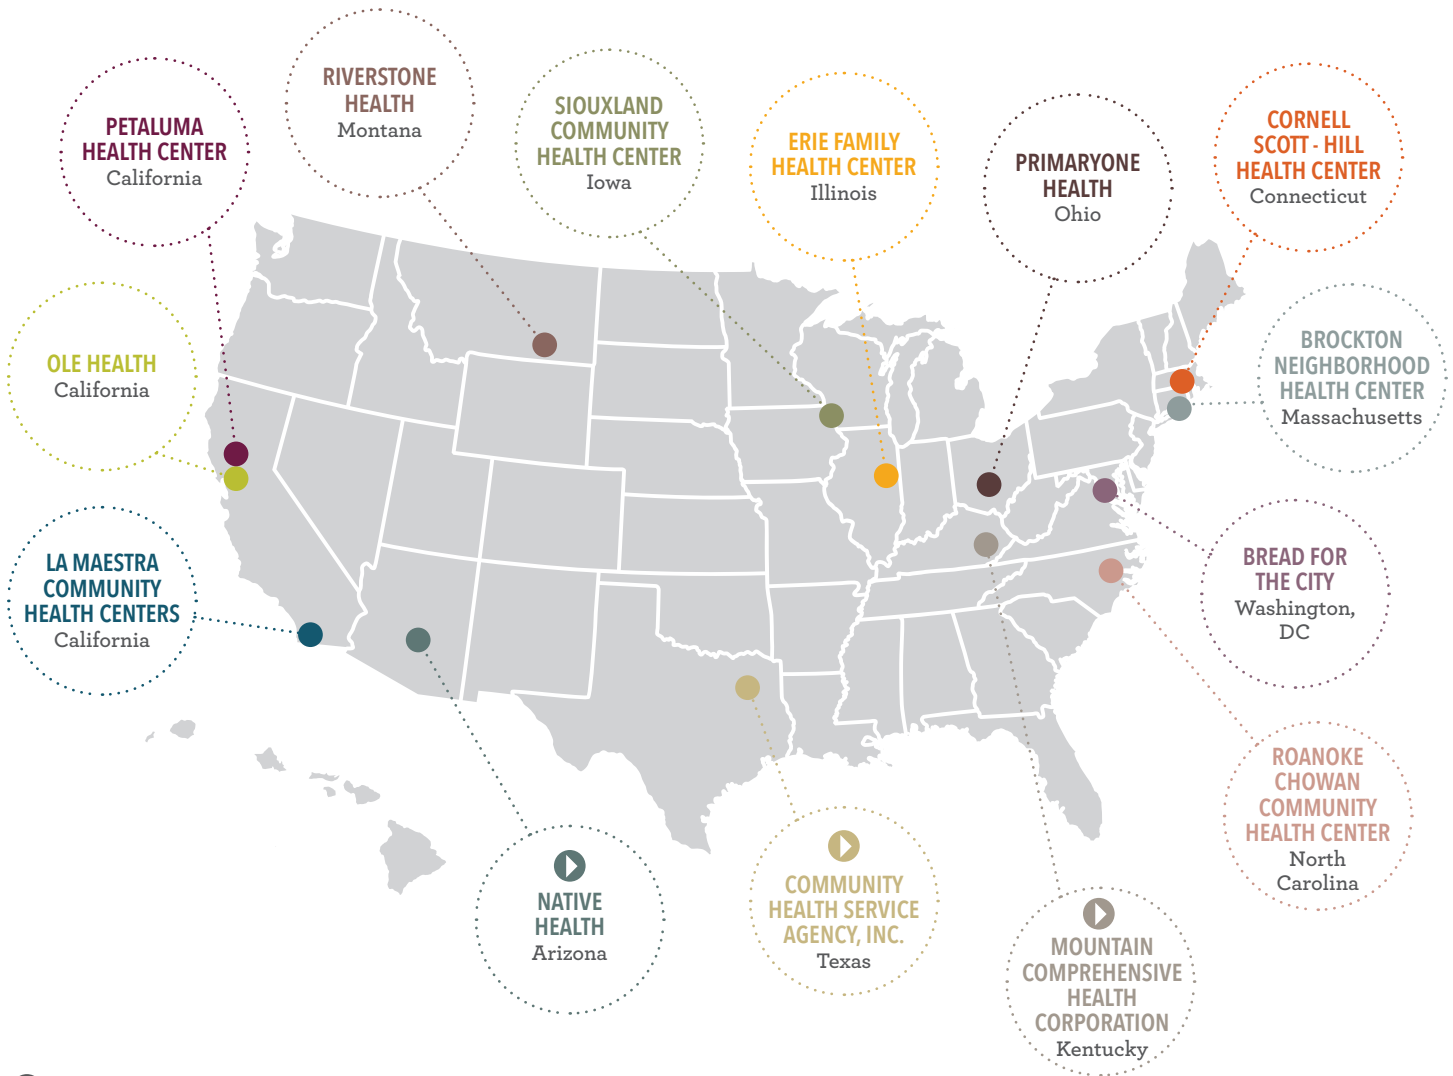 RIVERSTONE
HEALTH
Montana
PETALUMA
HEALTH CENTER
California
SIOUXLAND
COMMUNITY
HEALTH CENTER
Iowa
ERIE FAMILY
HEALTH CENTER
Illinois
PRIMARYONE
HEALTH
Ohio
CORNELL
SCOTT - HILL
HEALTH CENTER
Connecticut
OLE HEALTH
California
BROCKTON
NEIGHBORHOOD
HEALTH CENTER
Massachusetts
LA MAESTRA
COMMUNITY
HEALTH CENTERS
California
BREAD FOR
THE CITY
Washington,
DC
ROANOKE
CHOWAN
COMMUNITY
HEALTH CENTER
North
Carolina
NATIVE
HEALTH
Arizona
COMMUNITY
HEALTH SERVICE
AGENCY, INC.
Texas
MOUNTAIN
COMPREHENSIVE
HEALTH
CORPORATION
Kentucky